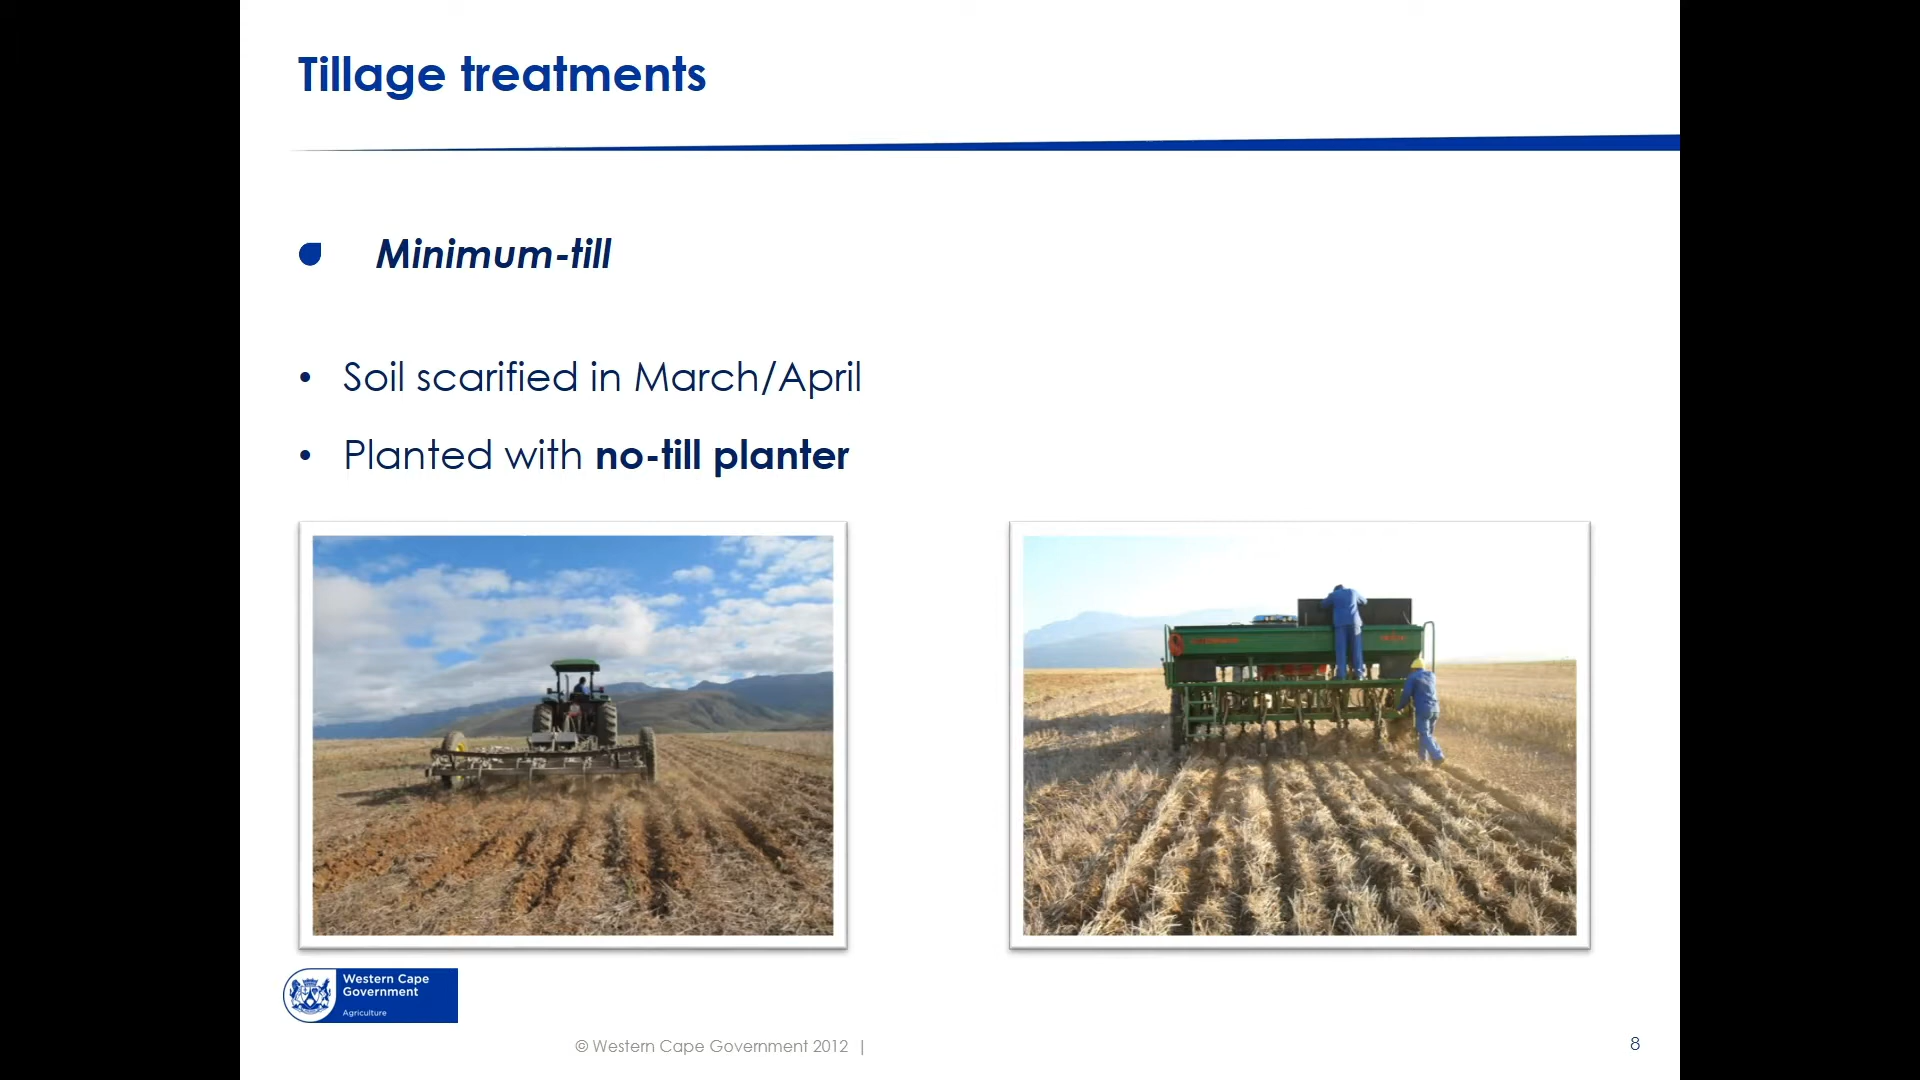 Tillage treatments
Minimum-till
• Soil scarified in March/April
• Planted with no-till planter
Western Cape
Government
Agriculture
© Western Cape Government 2012 |
8